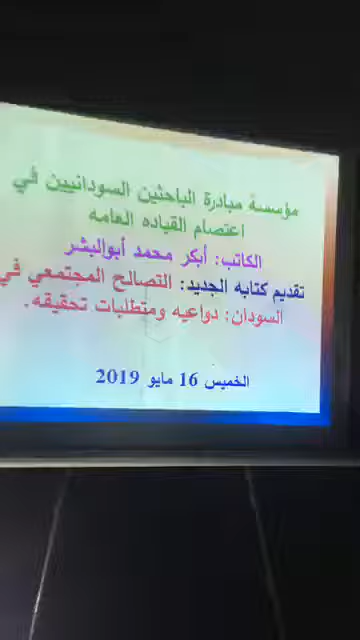 مؤسسة مبادرة الباحثين السودانيين في
اعتصام القياده العامه
الكاتب: أبكر محمد أبوالبشر
تقديم كتابه الجديد: التصالح المجتمعي في
السودان: دواعيه ومتطلبات تحقيقه.
الخميس 16 مايو 2019